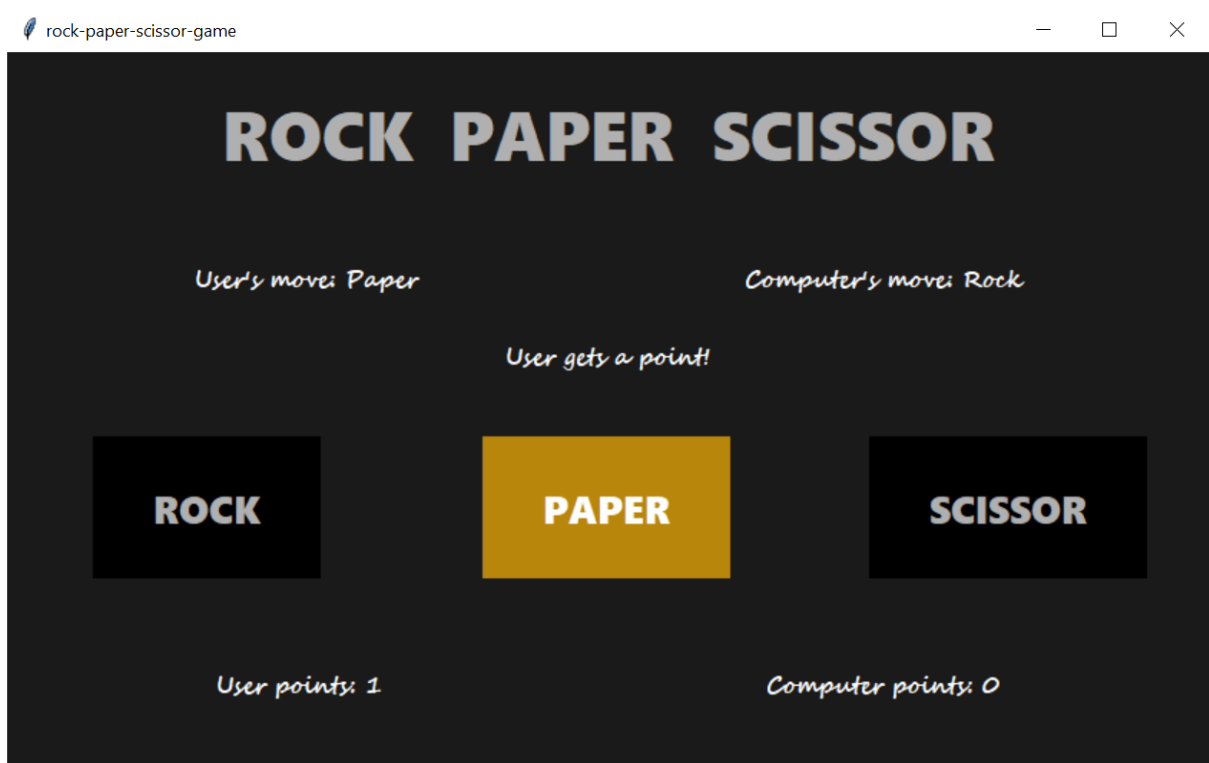 rock-paper-scissor-game
ROCK PAPER SCISSOR
User's move: Paper
Computer's move: Rock
User gets a point!
ROCK
PAPER
SCISSOR
User points: 1
Computer points: 0